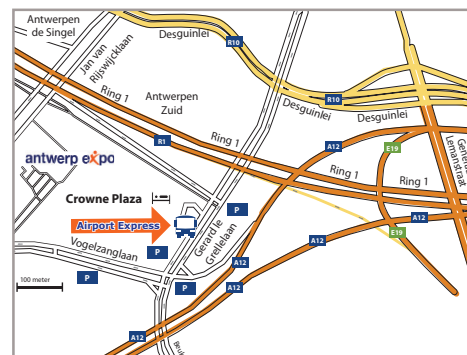 Antwerpen
de Singel
Jan van
Rijswijcklaan
Desguinlei
R10
R10
Desguinlei
Desguinlei
Ring 1
Antwerpen
Zuid
R1
Ring 1
A12
E19
Lemanstraat
Ring 1
Ring 1
antwerp expo
Crowne Plaza
Airport Express
P
Gerard le
Grellelaan
Vogelzanglaan
P
P
P
A12
A12
E19
A12
A12
A12
100 meter